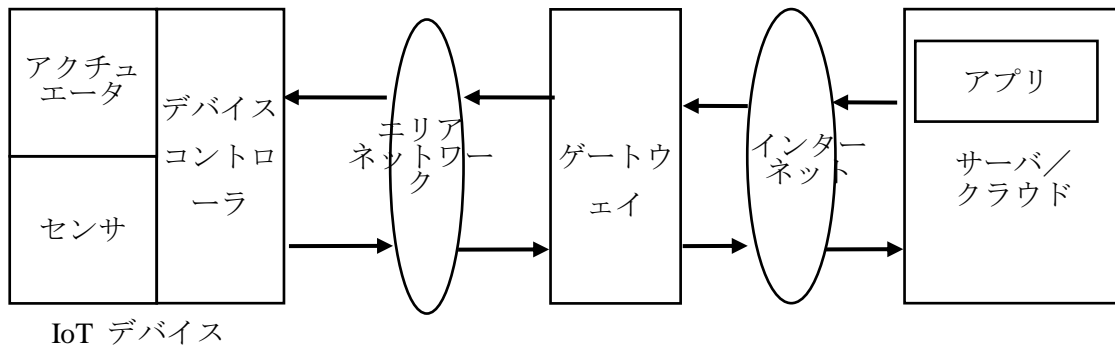 アクチュ
エータ
センサ
デバイス
コントロ
ーラ
IoT デバイス
エリア
ネットワー
ク
ゲートウ
ェイ
インター
ネット
アプリ
サーバ／
クラウド